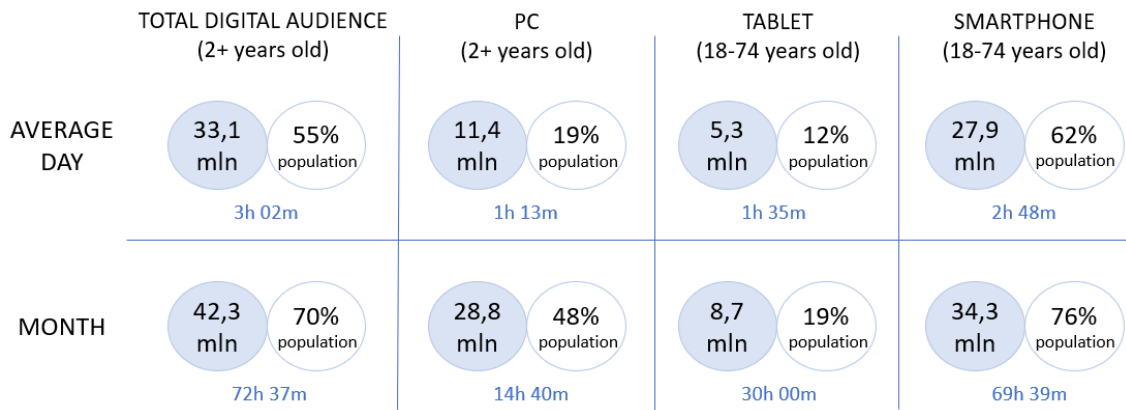 TOTAL DIGITAL AUDIENCE
(2+ years old)
PC
(2+ years old)
TABLET
(18-74 years old)
SMARTPHONE
(18-74 years old)
AVERAGE
DAY
33,1
mln
55%
population
3h 02m
11,4
mln
19%
population
1h 13m
5,3
mln
12%
population
1h 35m
27,9
mln
62%
population
2h 48m
MONTH
42,3
mln
70%
population
72h 37m
28,8
mln
48%
population
14h 40m
8,7
mln
19%
population
30h 00m
34,3
mln
76%
population
69h 39m